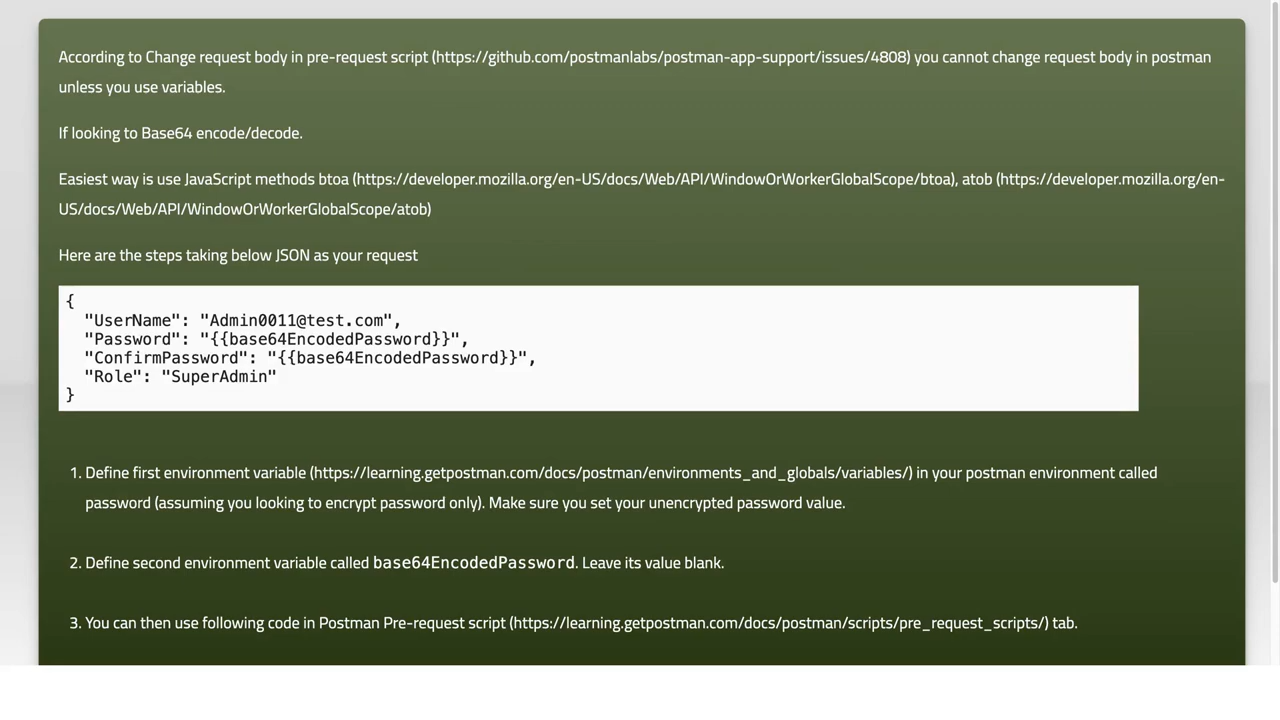 According to Change request body in pre-request script (https://github.com/postmanlabs/postman-app-support/issues/4808) you cannot change request body in postman
unless you use variables.
If looking to Base64 encode/decode.
Easiest way is use JavaScript methods btoa (https://developer.mozilla.org/en-US/docs/Web/API/WindowOrWorkerGlobalScope/btoa), atob (https://developer.mozilla.org/en-
US/docs/Web/API/WindowOrWorkerGlobalScope/atob)
Here are the steps taking below JSON as your request
{
  "UserName": "Admin0011@test.com",
  "Password": "{{base64EncodedPassword}}",
  "ConfirmPassword": "{{base64EncodedPassword}}",
  "Role": "SuperAdmin"
}
1. Define first environment variable (https://learning.getpostman.com/docs/postman/environments_and_globals/variables/) in your postman environment called
password (assuming you looking to encrypt password only). Make sure you set your unencrypted password value.
2. Define second environment variable called base64EncodedPassword. Leave its value blank.
3. You can then use following code in Postman Pre-request script (https://learning.getpostman.com/docs/postman/scripts/pre_request_scripts/) tab.